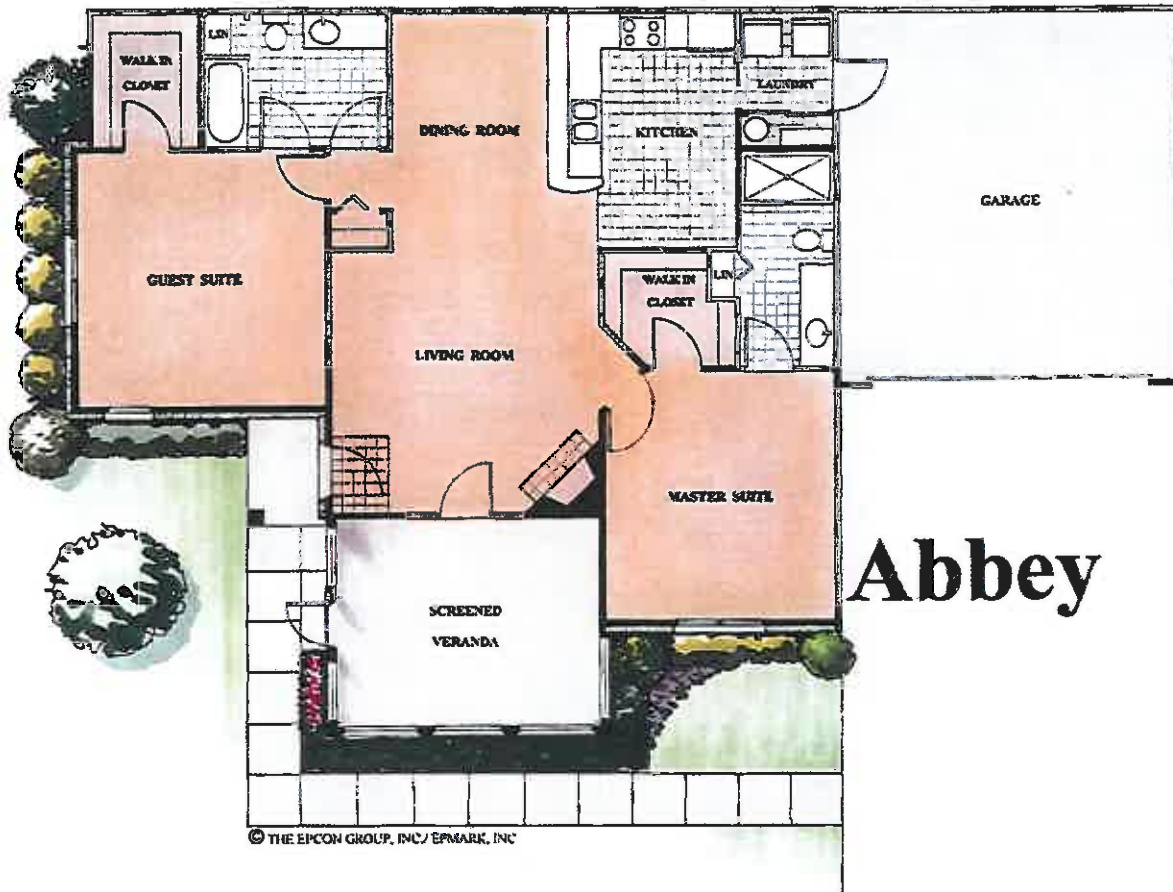 WALK IN
CLOSET
LIN
DINING ROOM
KITCHEN
LAUNDRY
GARAGE
GUEST SUITE
WALK IN
CLOSET
LIN
LIVING ROOM
MASTER SUITE
Abbey
SCREENED
VERANDA
© THE EPCON GROUP, INC./ EPMARK, INC